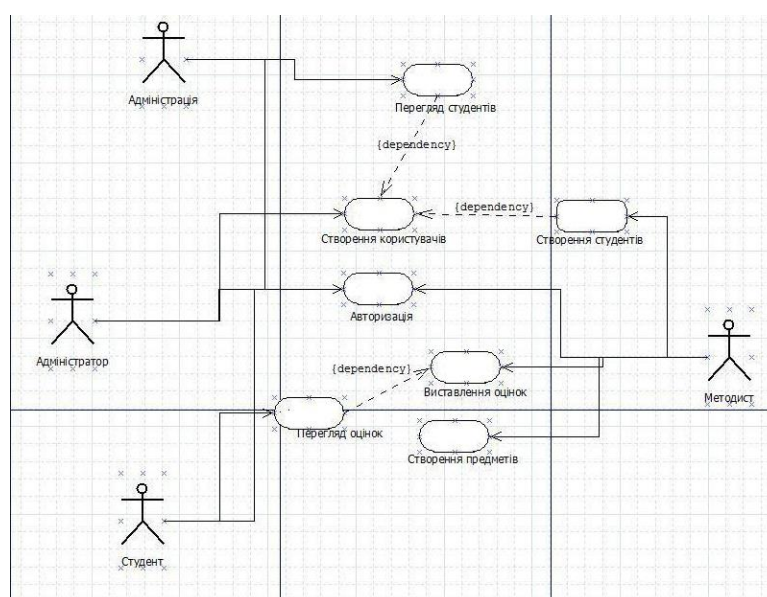 Адміністрація
Перегляд студентів
{dependency}
{dependency}
Створення користувачів
Створення студентів
Авторизація
Адміністратор
{dependency}
Виставлення оцінок
Методист
Перегляд оцінок
Створення предметів
Студент